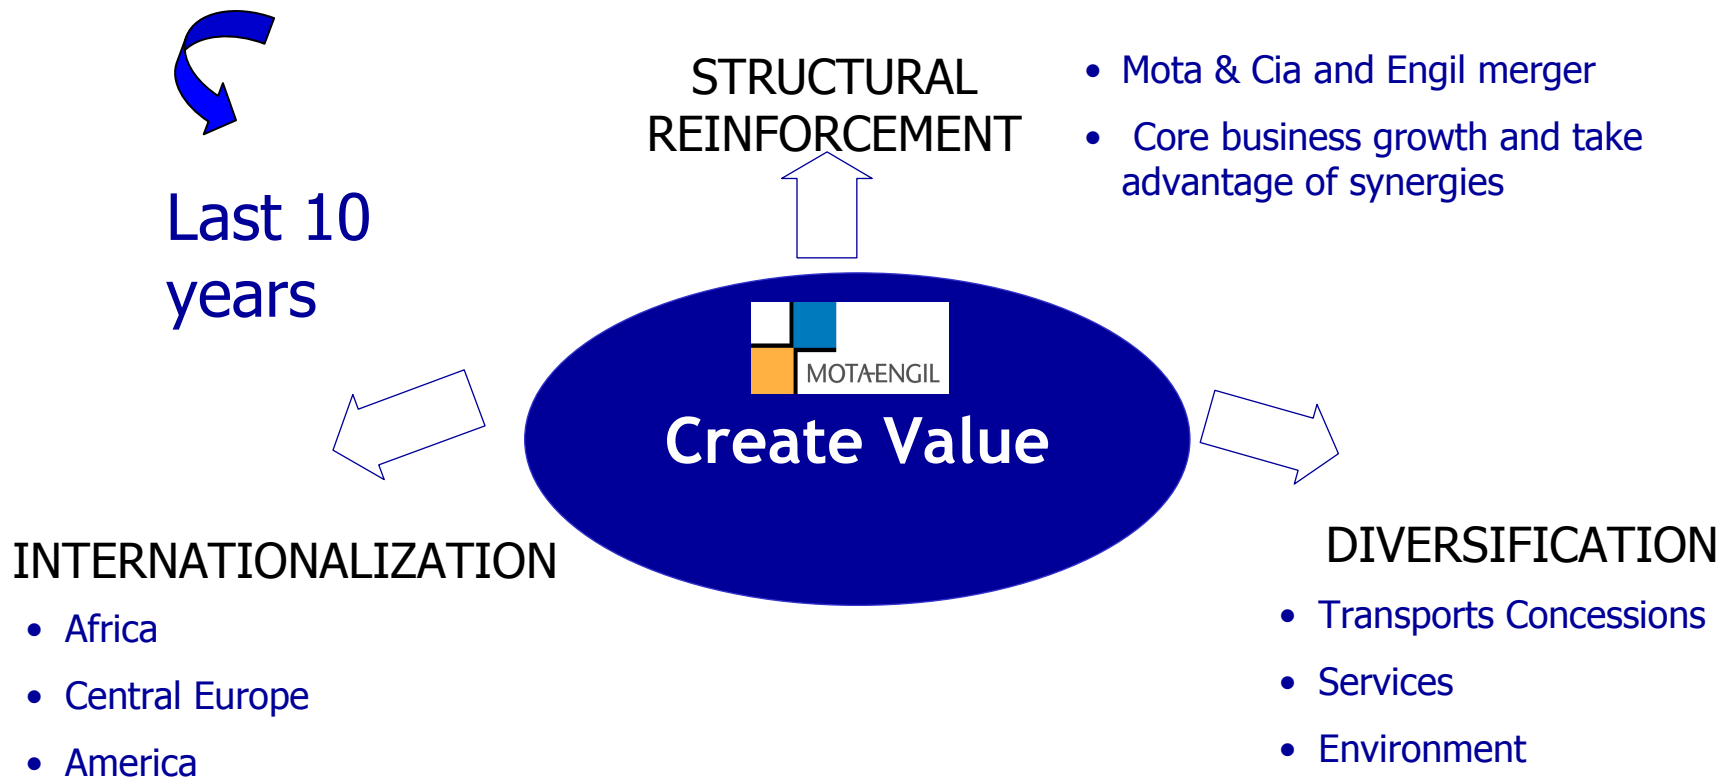 Last 10
years
STRUCTURAL
REINFORCEMENT
• Mota & Cia and Engil merger
• Core business growth and take
advantage of synergies
MOTA-ENGIL
Create Value
INTERNATIONALIZATION
• Africa
• Central Europe
• America
DIVERSIFICATION
• Transports Concessions
• Services
• Environment